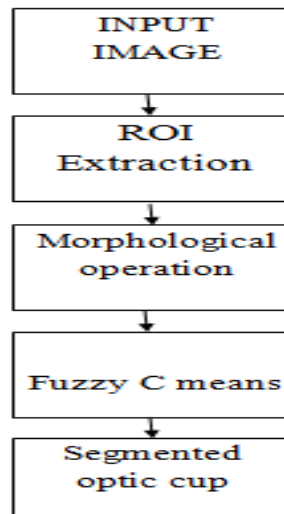 INPUT
IMAGE
ROI
Extraction
Morphological
operation
Fuzzy C means
Segmented
optic cup